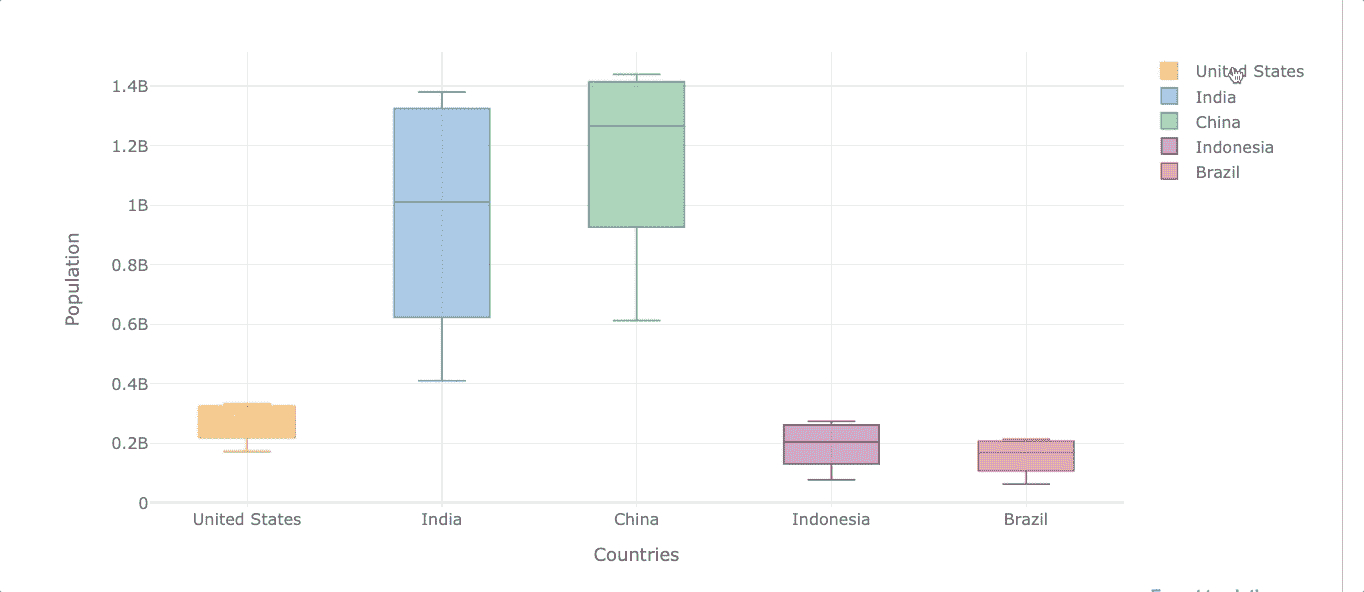 United States
India
China
Indonesia
Brazil
1.4B
1.2B
1B
0.8B
0.6B
0.4B
0.2B
0
Population
United States India China Indonesia Brazil
Countries